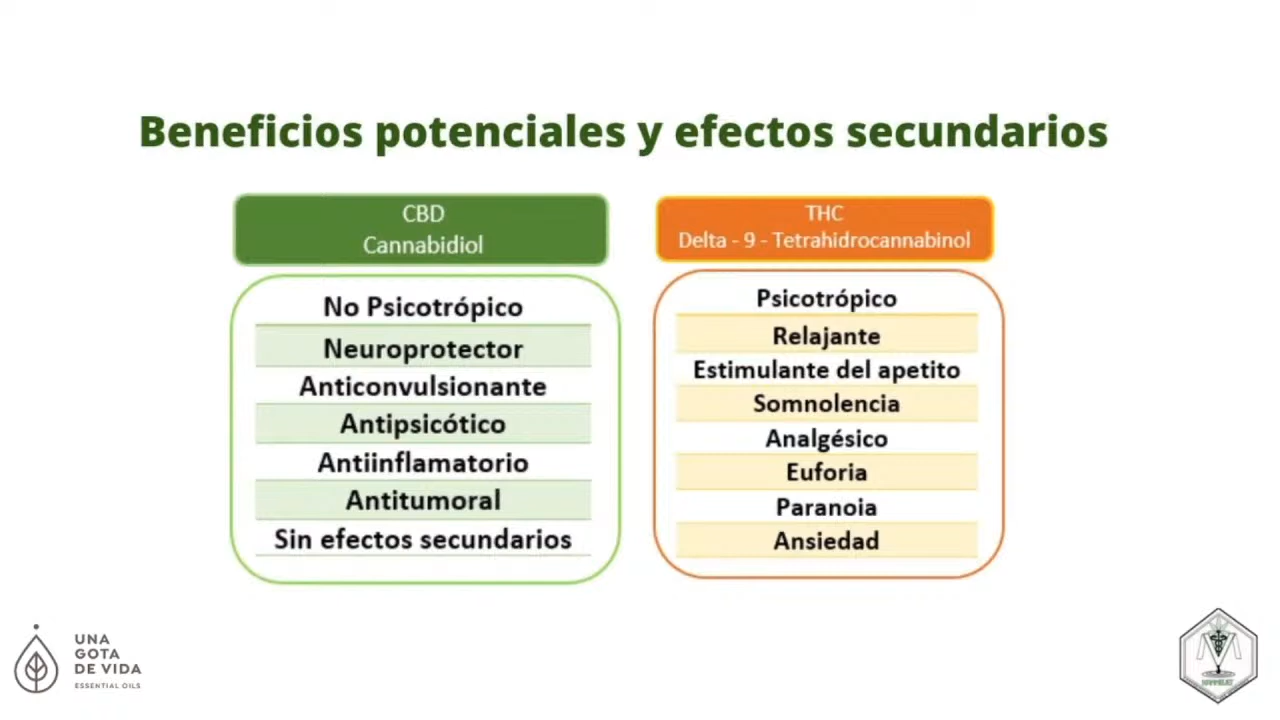 Beneficios potenciales y efectos secundarios
CBD
Cannabidiol
No Psicotrópico
Neuroprotector
Anticonvulsionante
Antipsicótico
Antiinflamatorio
Antitumoral
Sin efectos secundarios
THC
Delta - 9 - Tetrahidrocannabinol
Psicotrópico
Relajante
Estimulante del apetito
Somnolencia
Analgésico
Euforia
Paranoia
Ansiedad
UNA
GOTA
DE VIDA
ESSENTIAL OILS